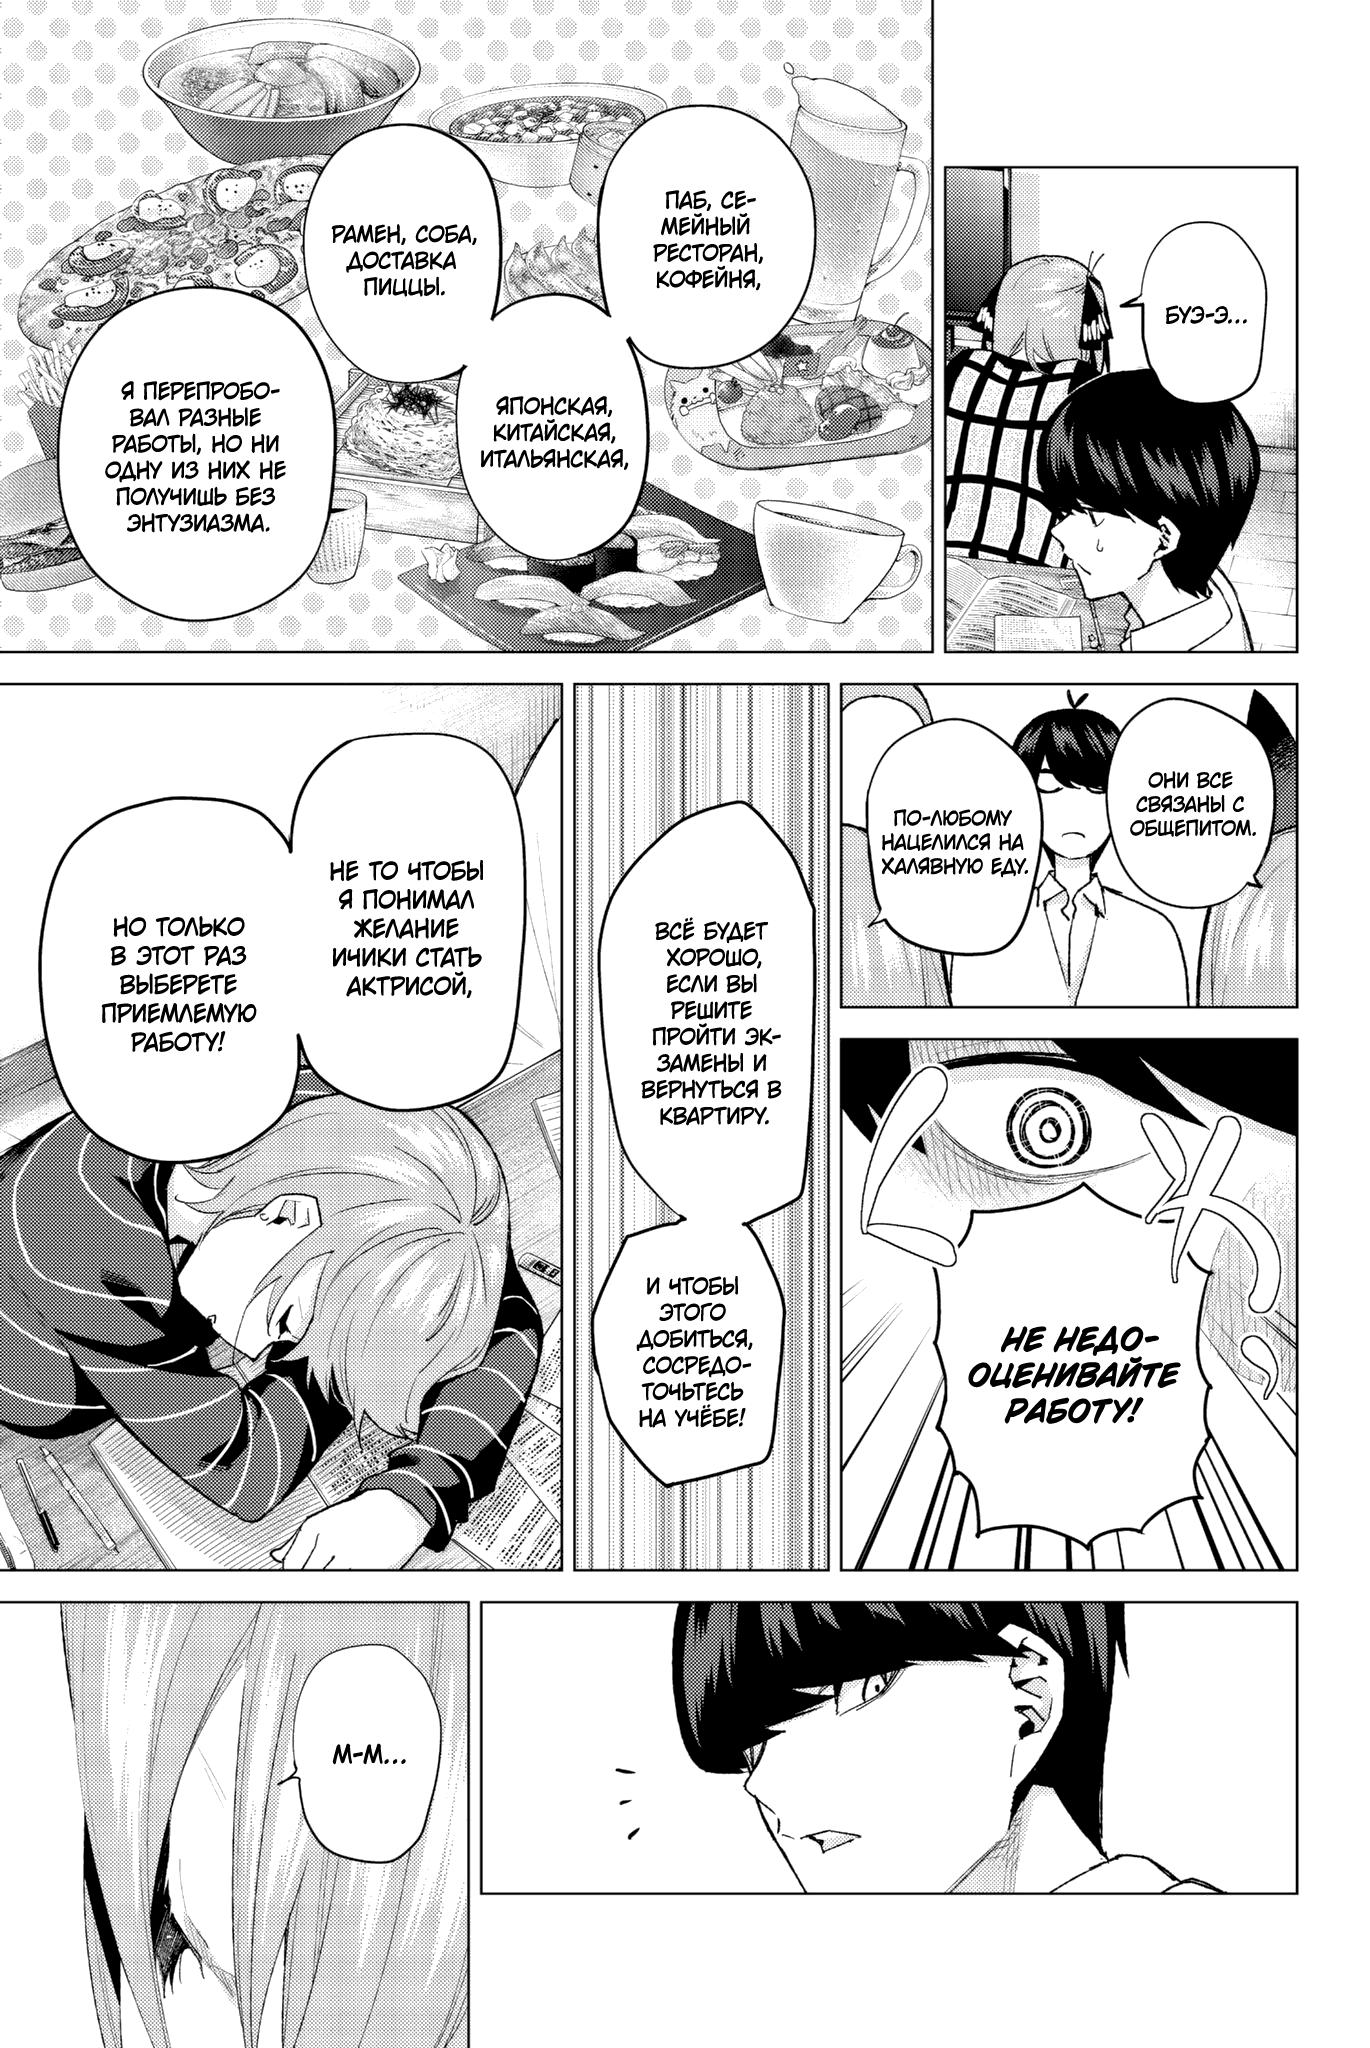 БУЭ-Э...
ПАБ, СЕ-
МЕЙНЫЙ
РЕСТОРАН,
КОФЕЙНЯ,
ЯПОНСКАЯ,
КИТАЙСКАЯ,
ИТАЛЬЯНСКАЯ,
РАМЕН, СОБА,
ДОСТАВКА
ПИЦЦЫ.
Я ПЕРЕПРОБО-
ВАЛ РАЗНЫЕ
РАБОТЫ, НО НИ
ОДНУ ИЗ НИХ НЕ
ПОЛУЧИШЬ БЕЗ
ЭНТУЗИАЗМА.
ОНИ ВСЕ
СВЯЗАНЫ С
ОБЩЕПИТОМ.
ПО-ЛЮБОМУ
НАЦЕЛИЛСЯ НА
ХАЛЯВНУЮ ЕДУ.
НЕ НЕДО-
ОЦЕНИВАЙТЕ
РАБОТУ!
ВСЁ БУДЕТ
ХОРОШО,
ЕСЛИ ВЫ
РЕШИТЕ
ПРОЙТИ ЭК-
ЗАМЕНЫ И
ВЕРНУТЬСЯ В
КВАРТИРУ.
И ЧТОБЫ
ЭТОГО
ДОБИТЬСЯ,
СОСРЕДО-
ТОЧЬТЕСЬ
НА УЧЁБЕ!
НЕ ТО ЧТОБЫ
Я ПОНИМАЛ
ЖЕЛАНИЕ
ИЧИКИ СТАТЬ
АКТРИСОЙ,
НО ТОЛЬКО
В ЭТОТ РАЗ
ВЫБЕРЕТЕ
ПРИЕМЛЕМУЮ
РАБОТУ!
М-М...